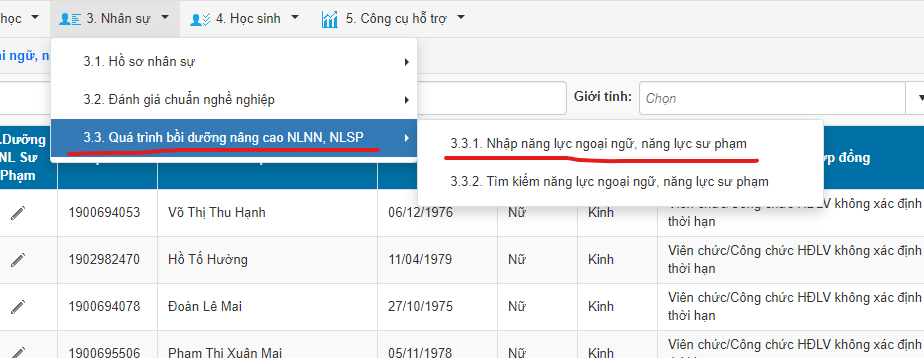 học 3. Nhân sự 4. Học sinh 5. Công cụ hỗ trợ
ngữ, n
3.1. Hồ sơ nhân sự
3.2. Đánh giá chuẩn nghề nghiệp
Giới tính: Chọn
3.3. Quá trình bồi dưỡng nâng cao NLNN, NLSP
3.3.1. Nhập năng lực ngoại ngữ, năng lực sư phạm
3.3.2. Tìm kiếm năng lực ngoại ngữ, năng lực sư phạm
.Dưỡng
NL Sư
Phạm
ợp đồng
1900694053 Võ Thị Thu Hạnh 06/12/1976 Nữ Kinh Viên chức/Công chức HĐLV không xác định
thời hạn
1902982470 Hồ Tố Hường 11/04/1979 Nữ Kinh Viên chức/Công chức HĐLV không xác định
thời hạn
1900694078 Đoàn Lê Mai 27/10/1975 Nữ Kinh Viên chức/Công chức HĐLV không xác định
thời hạn
1900695506 Phạm Thị Xuân Mai 05/11/1978 Nữ Kinh Viên chức/Công chức HĐLV không xác định